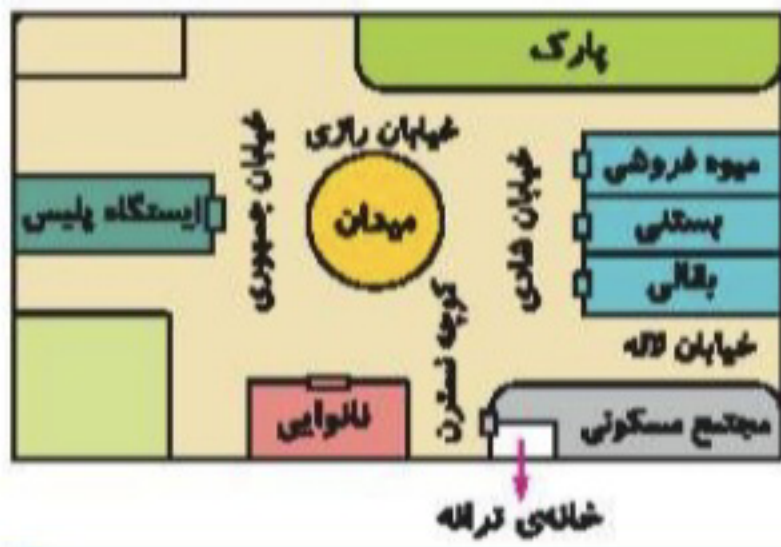 پارک
خیابان رازی
خیابان جمهوری
خیابان شادی
میوه فروشی
ایستگاه پلیس
میدان
بستنی
بقالی
کوچه نسترن
خیابان لاله
نانوایی
مجتمع مسکونی
خانه‌ی ترانه